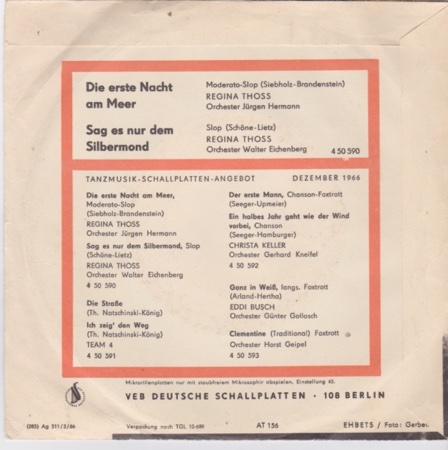 Die erste Nacht
am Meer
Moderato-Slop (Siebholz-Brandenstein)
REGINA THOSS
Orchester Jürgen Hermann
Sag es nur dem
Silbermond
Slop (Schöne-Lietz)
REGINA THOSS
Orchester Walter Eichenberg 4 50 590
TANZMUSIK-SCHALLPLATTEN-ANGEBOT DEZEMBER 1966
Die erste Nacht am Meer,
Moderato-Slop
(Siebholz-Brandenstein)
REGINA THOSS
Orchester Jürgen Hermann
Sag es nur dem Silbermond, Slop
(Schöne-Lietz)
REGINA THOSS
Orchester Walter Eichenberg
4 50 590
Die Straße
(Th. Natschinski-König)
Ich zeig' den Weg
(Th. Natschinski-König)
TEAM 4
4 50 591
Der erste Mann, Chanson-Foxtrott
(Seeger-Upmeier)
Ein halbes Jahr geht wie der Wind
vorbei, Chanson
(Seeger-Hamburger)
CHRISTA KELLER
Orchester Gerhard Kneifel
4 50 592
Ganz in Weiß, langs. Foxtrott
(Arland-Hertha)
EDDI BUSCH
Orchester Günter Gollasch
Clementine (Traditional) Foxtrott
Orchester Horst Geipel
4 50 593
Mikrorillenplatten nur mit staubfreiem Mikrosaphir abspielen, Einstellung 45.
VEB DEUTSCHE SCHALLPLATTEN · 108 BERLIN
(285) Ag 511/5/66 Verpackung nach TGL 10-689 AT 156 EHBETS / Foto: Gerbe